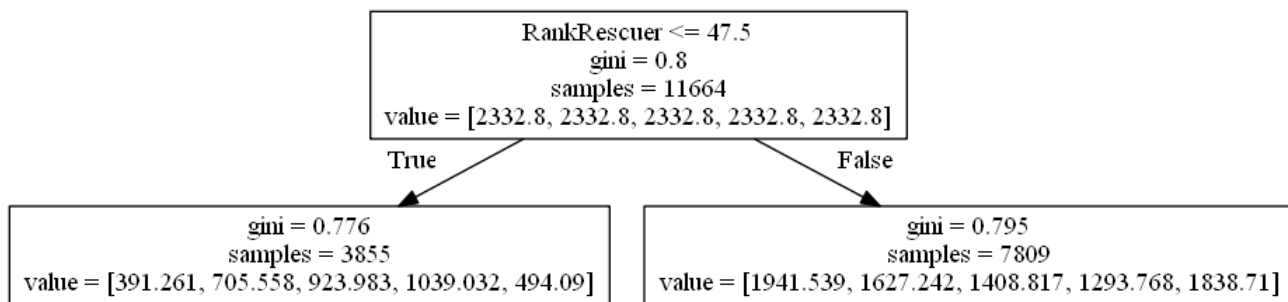 RankRescuer <= 47.5
gini = 0.8
samples = 11664
value = [2332.8, 2332.8, 2332.8, 2332.8, 2332.8]
True
False
gini = 0.776
samples = 3855
value = [391.261, 705.558, 923.983, 1039.032, 494.09]
gini = 0.795
samples = 7809
value = [1941.539, 1627.242, 1408.817, 1293.768, 1838.71]